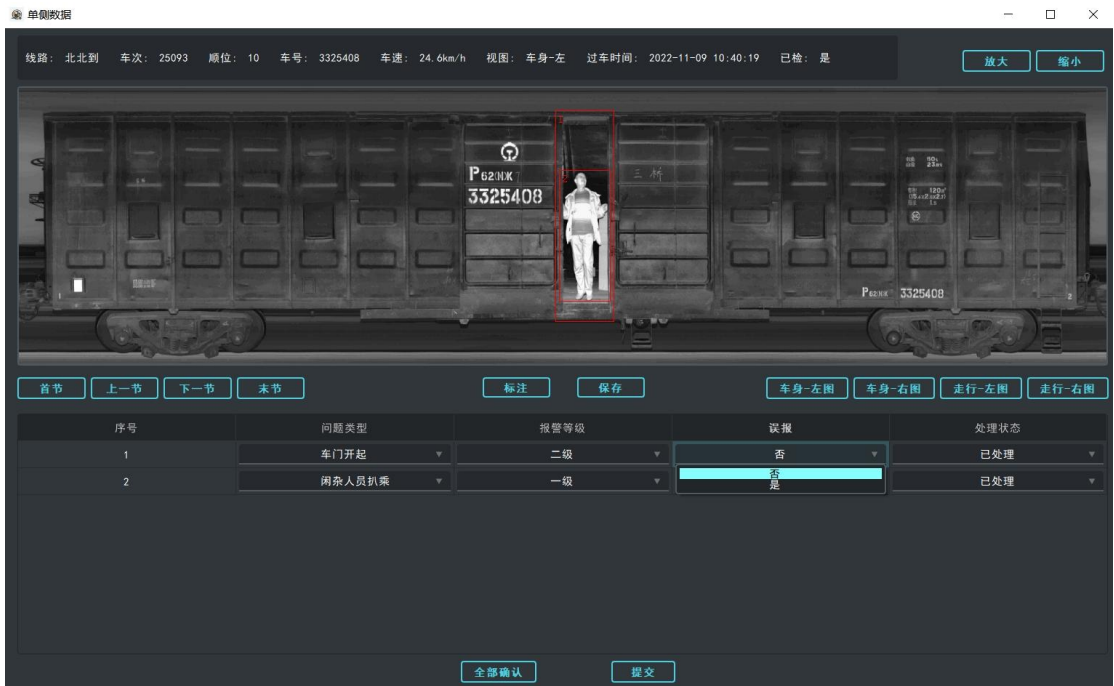 单侧数据
线路: 北北到 车次: 25093 顺位: 10 车号: 3325408 车速: 24.6km/h 视图: 车身-左 过车时间: 2022-11-09 10:40:19 已检: 是
放大 缩小
P62(N)K
3325408
三桥
P62(N)K 3325408
1
2
首节 上一节 下一节 末节 标注 保存 车身-左图 车身-右图 走行-左图 走行-右图
序号 问题类型 报警等级 误报 处理状态
1 车门开起 二级 否 已处理
否
是
2 闲杂人员扒乘 一级 已处理
全部确认 提交